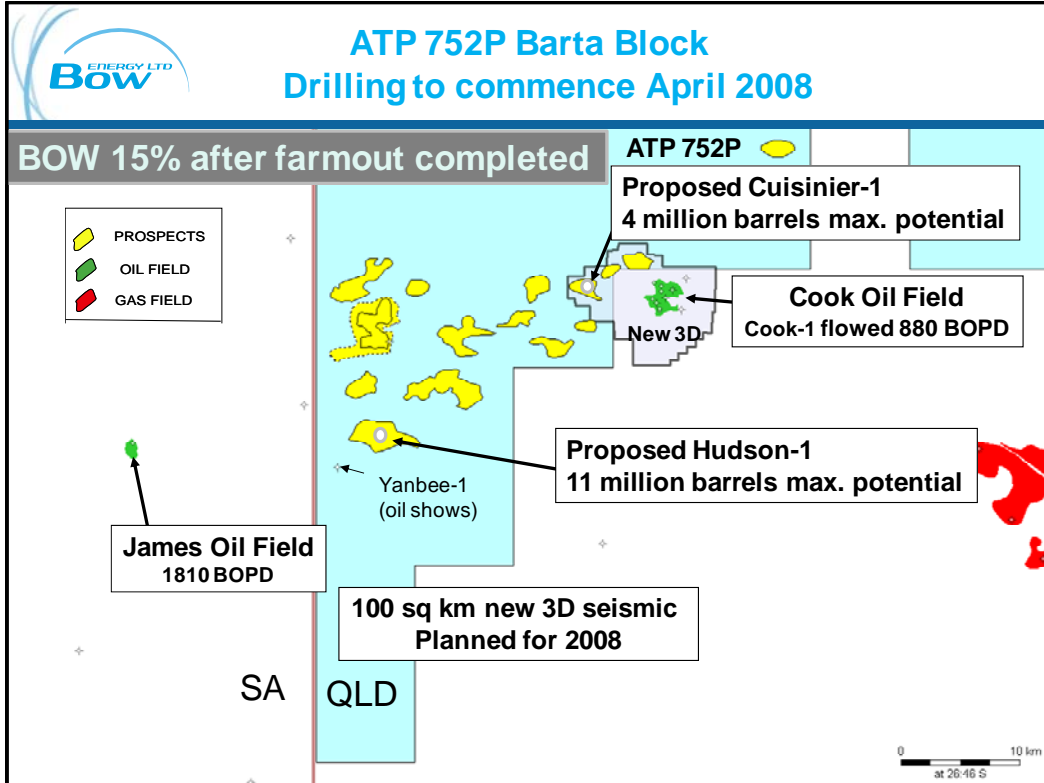 ENERGY LTD
BOW
ATP 752P Barta Block
Drilling to commence April 2008
BOW 15% after farmout completed
ATP 752P
Proposed Cuisinier-1
4 million barrels max. potential
PROSPECTS
OIL FIELD
GAS FIELD
Cook Oil Field
Cook-1 flowed 880 BOPD
New 3D
Proposed Hudson-1
11 million barrels max. potential
Yanbee-1
(oil shows)
James Oil Field
1810 BOPD
100 sq km new 3D seismic
Planned for 2008
SA
QLD
0 10 km
at 26:46 S